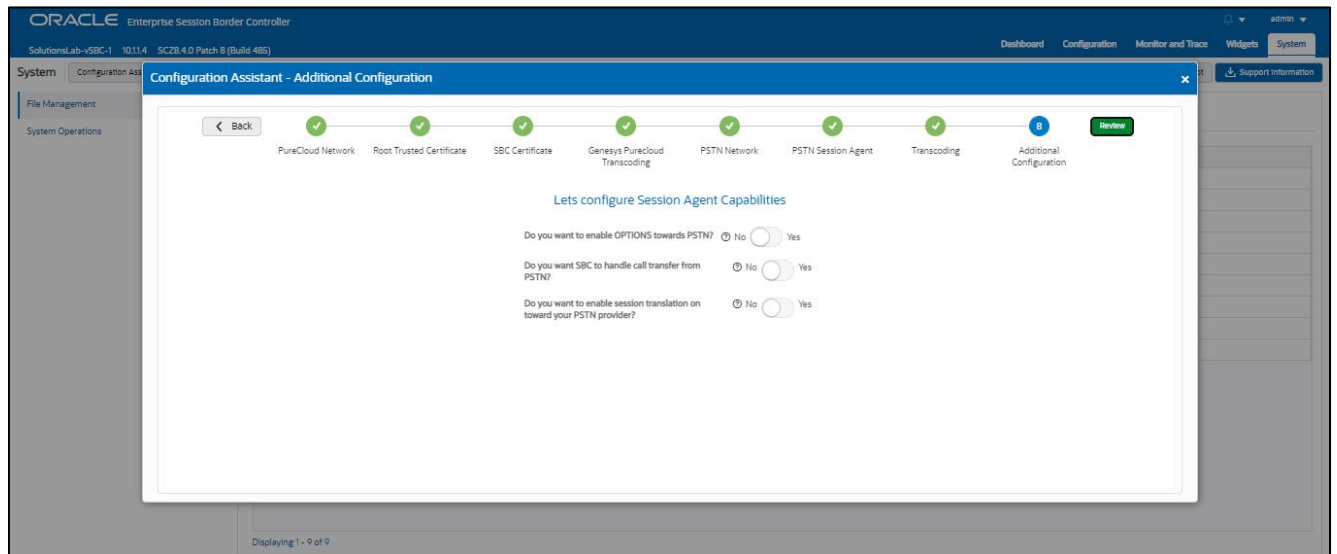 ORACLE Enterprise Session Border Controller
admin
SolutionsLab-vSBC-1 10.1.1.4 SCZ8.4.0 Patch 8 (Build 485)
Dashboard Configuration Monitor and Trace Widgets System
System Configuration Ass
Support Information
Configuration Assistant - Additional Configuration
×
File Management
System Operations
Back
8
Review
PureCloud Network Root Trusted Certificate SBC Certificate Genesys Purecloud Transcoding PSTN Network PSTN Session Agent Transcoding Additional Configuration
Lets configure Session Agent Capabilities
Do you want to enable OPTIONS towards PSTN? No Yes
Do you want SBC to handle call transfer from No Yes
PSTN?
Do you want to enable session translation on No Yes
toward your PSTN provider?
Displaying 1 - 9 of 9